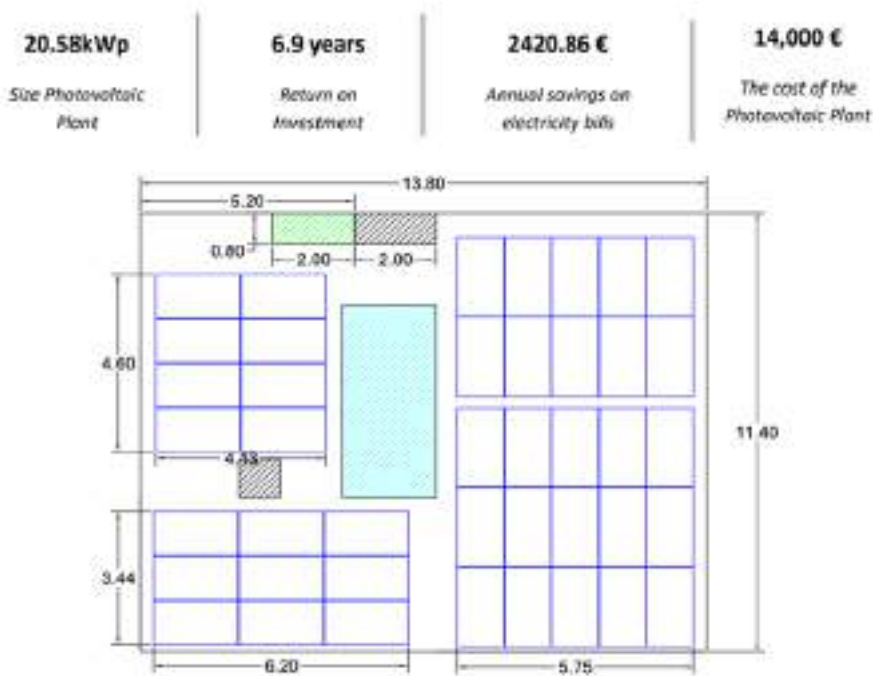 20.58kWp
Size Photovoltaic
Plant
6.9 years
Return on
Investment
2420.86 €
Annual savings on
electricity bills
14,000 €
The cost of the
Photovoltaic Plant
13.80
5.20
0.80
2.00
2.00
4.60
4.13
11.40
3.44
6.20
5.75